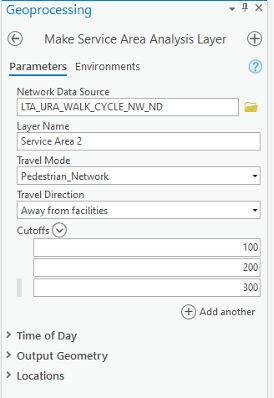 Geoprocessing
Make Service Area Analysis Layer
Parameters Environments
Network Data Source
LTA_URA_WALK_CYCLE_NW_ND
Layer Name
Service Area 2
Travel Mode
Pedestrian_Network
Travel Direction
Away from facilities
Cutoffs
100
200
300
Add another
Time of Day
Output Geometry
Locations